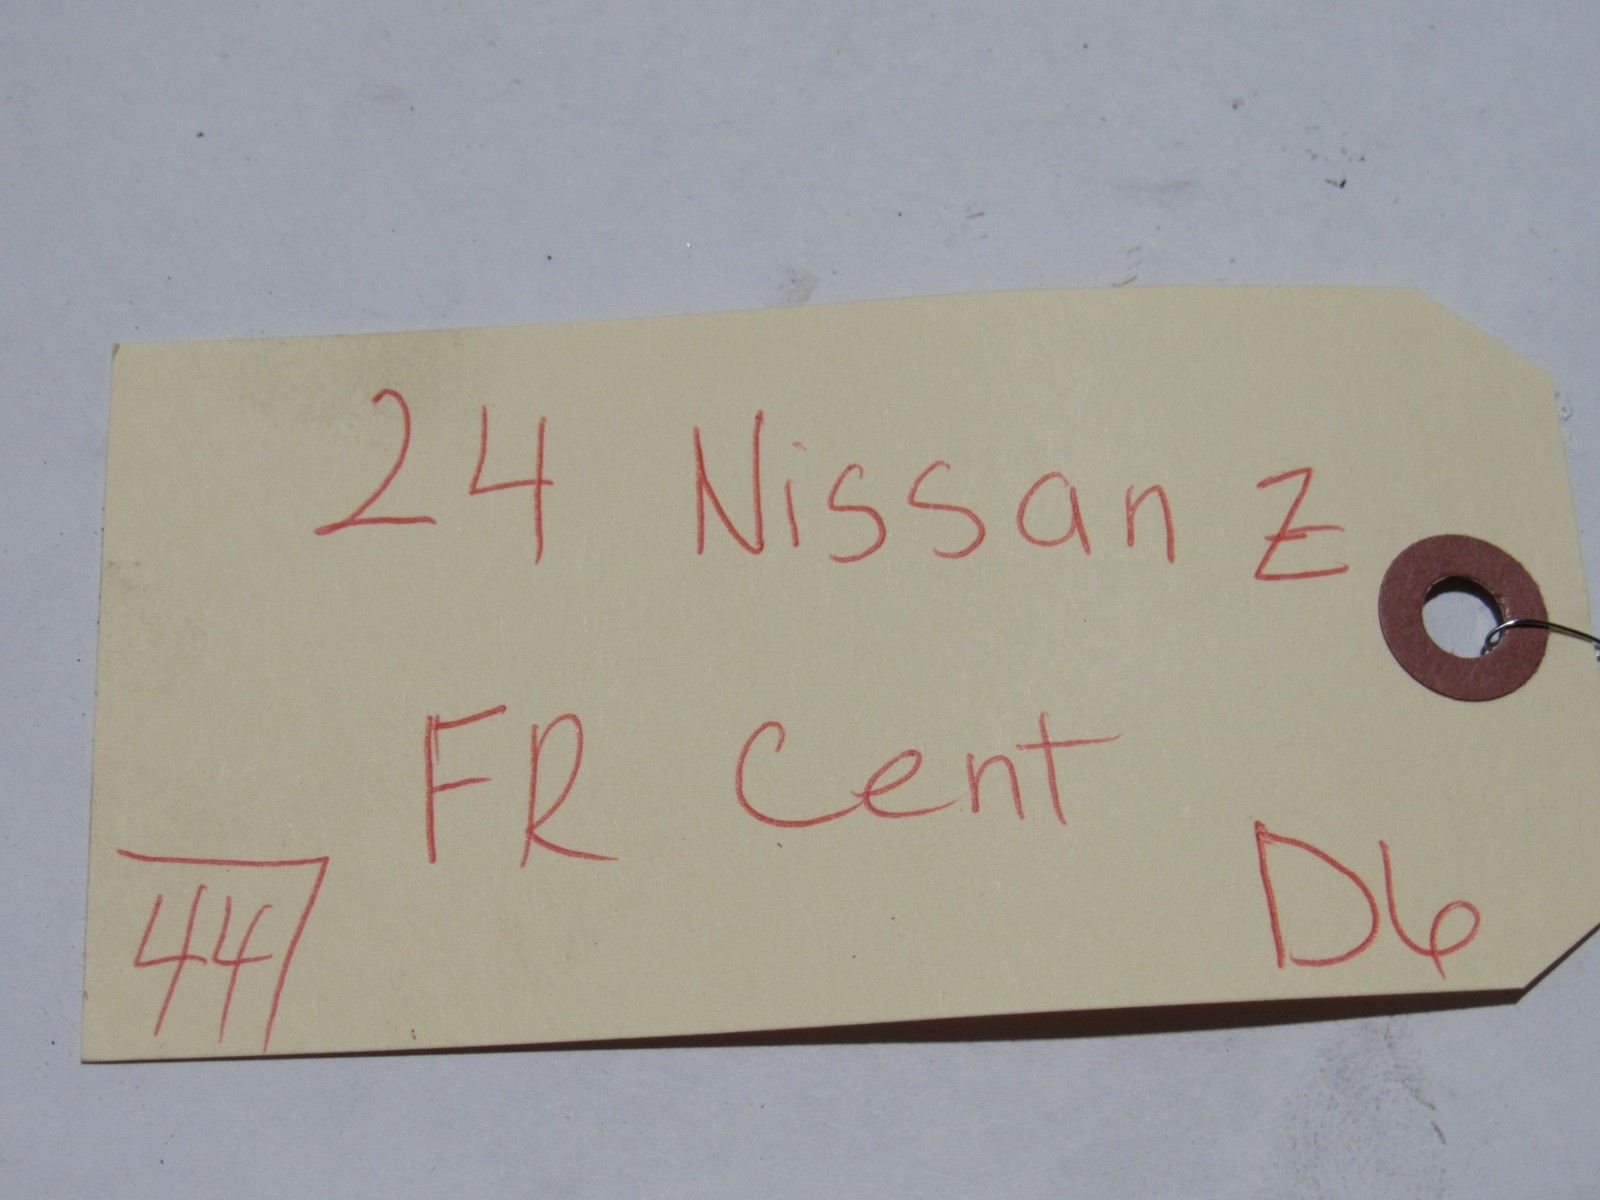 24 Nissan Z
FR Cent
44
D6